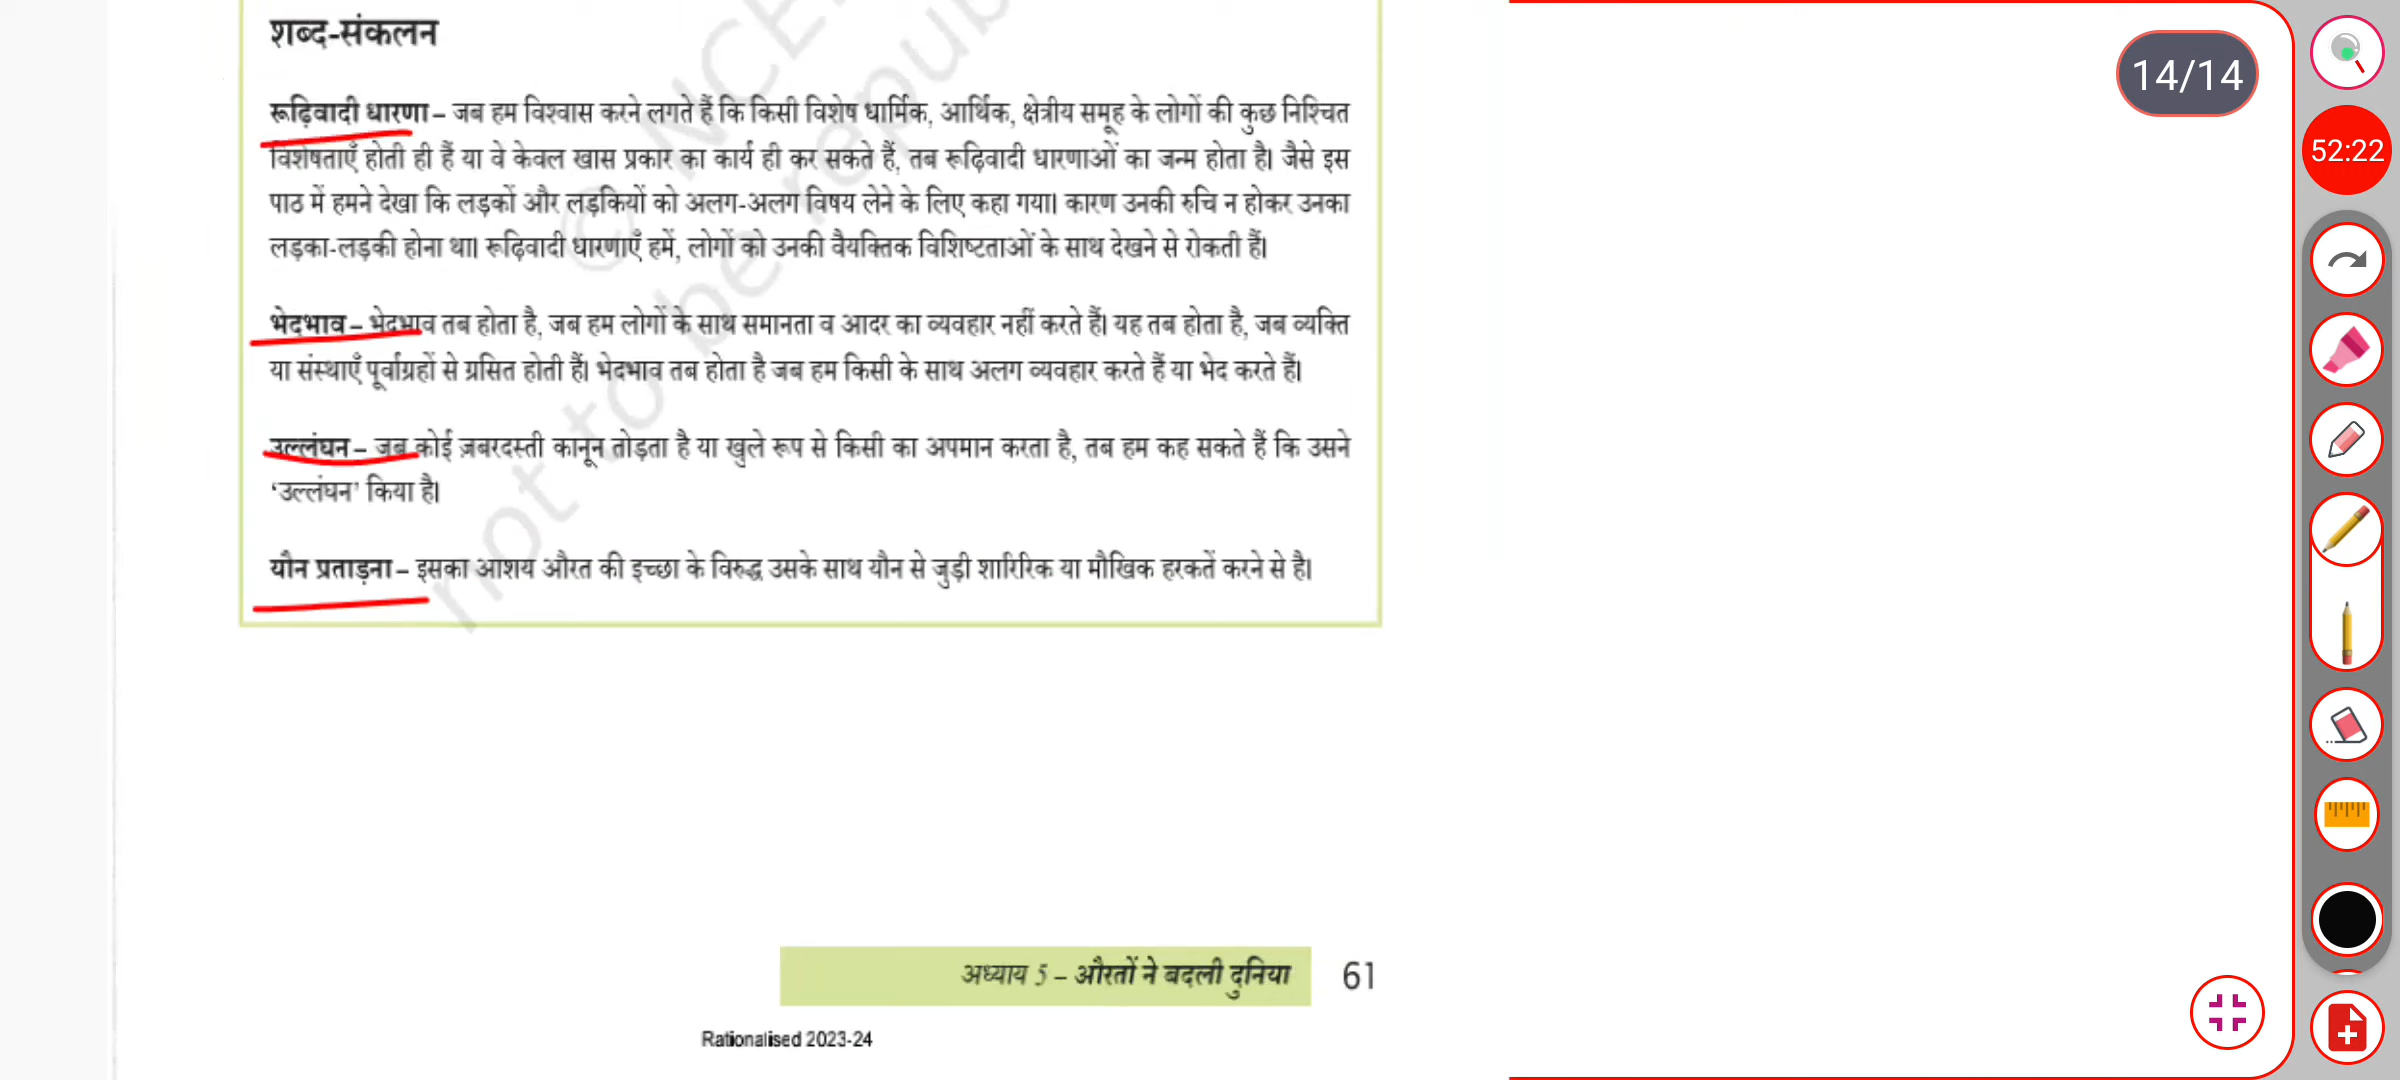 शब्द-संकलन
14/14
52:22
रूढ़िवादी धारणा – जब हम विश्वास करने लगते हैं कि किसी विशेष धार्मिक, आर्थिक, क्षेत्रीय समूह के लोगों की कुछ निश्चित
विशेषताएँ होती ही हैं या वे केवल खास प्रकार का कार्य ही कर सकते हैं, तब रूढ़िवादी धारणाओं का जन्म होता है। जैसे इस
पाठ में हमने देखा कि लड़कों और लड़कियों को अलग-अलग विषय लेने के लिए कहा गया। कारण उनकी रुचि न होकर उनका
लड़का-लड़की होना था। रूढ़िवादी धारणाएँ हमें, लोगों को उनकी वैयक्तिक विशिष्टताओं के साथ देखने से रोकती हैं।
भेदभाव – भेदभाव तब होता है, जब हम लोगों के साथ समानता व आदर का व्यवहार नहीं करते हैं। यह तब होता है, जब व्यक्ति
या संस्थाएँ पूर्वाग्रहों से ग्रसित होती हैं। भेदभाव तब होता है जब हम किसी के साथ अलग व्यवहार करते हैं या भेद करते हैं।
उल्लंघन – जब कोई ज़बरदस्ती कानून तोड़ता है या खुले रूप से किसी का अपमान करता है, तब हम कह सकते हैं कि उसने
‘उल्लंघन’ किया है।
यौन प्रताड़ना – इसका आशय औरत की इच्छा के विरुद्ध उसके साथ यौन से जुड़ी शारिरिक या मौखिक हरकतें करने से है।
© NCE
not to be repub
अध्याय 5 – औरतों ने बदली दुनिया 61
Rationalised 2023-24